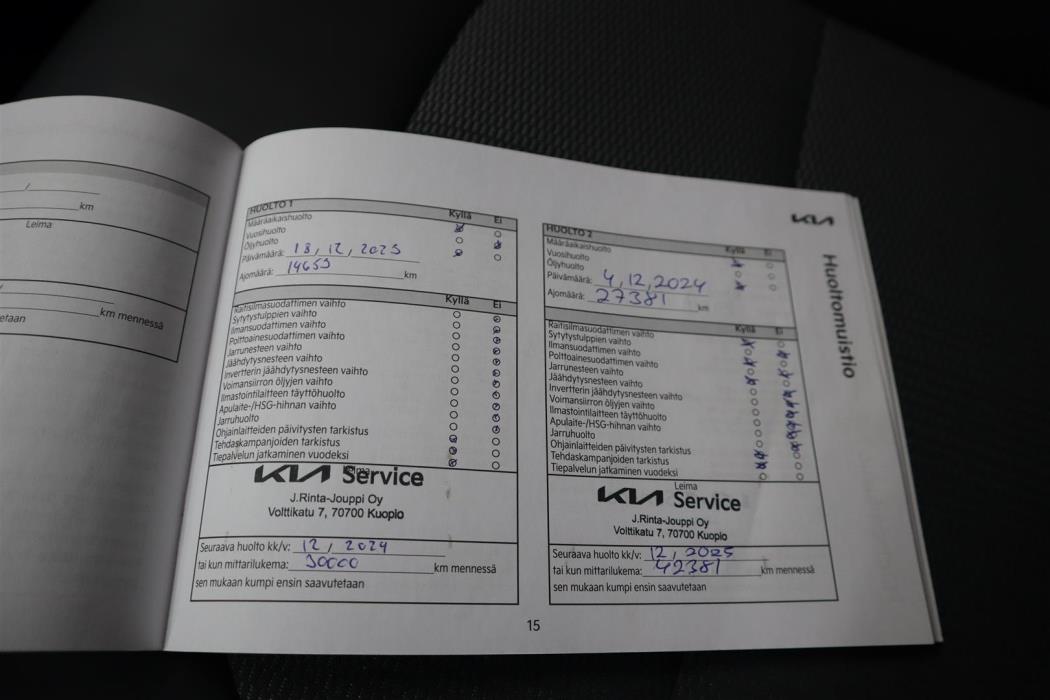 /
km
Leima
/
km mennessä
etaan
HUOLTO 1
Kyllä Ei
Määräaikaishuolto
Vuosihuolto
Öljyhuolto
Päivämäärä: 18, 12, 2023
Ajomäärä: 14653 km
Kyllä Ei
Raitisilmasuodattimen vaihto
Sytytystulppien vaihto
Ilmansuodattimen vaihto
Polttoainesuodattimen vaihto
Jarrunesteen vaihto
Jäähdytysnesteen vaihto
Invertterin jäähdytysnesteen vaihto
Voimansiirron öljyjen vaihto
Ilmastointilaitteen täyttöhuolto
Apulaite-/HSG-hihnan vaihto
Jarruhuolto
Ohjainlaitteiden päivitysten tarkistus
Tehdaskampanjoiden tarkistus
Tiepalvelun jatkaminen vuodeksi
Leima
KIA Service
J.Rinta-Jouppi Oy
Volttikatu 7, 70700 Kuopio
Seuraava huolto kk/v: 12, 2024
tai kun mittarilukema: 30000 km mennessä
sen mukaan kumpi ensin saavutetaan
KIA
Huoltomuistio
HUOLTO 2
Kyllä Ei
Määräaikaishuolto
Vuosihuolto
Öljyhuolto
Päivämäärä: 4, 12, 2024
Ajomäärä: 27381 km
Kyllä Ei
Raitisilmasuodattimen vaihto
Sytytystulppien vaihto
Ilmansuodattimen vaihto
Polttoainesuodattimen vaihto
Jarrunesteen vaihto
Jäähdytysnesteen vaihto
Invertterin jäähdytysnesteen vaihto
Voimansiirron öljyjen vaihto
Ilmastointilaitteen täyttöhuolto
Apulaite-/HSG-hihnan vaihto
Jarruhuolto
Ohjainlaitteiden päivitysten tarkistus
Tehdaskampanjoiden tarkistus
Tiepalvelun jatkaminen vuodeksi
Leima
KIA Service
J.Rinta-Jouppi Oy
Volttikatu 7, 70700 Kuopio
Seuraava huolto kk/v: 12, 2025
tai kun mittarilukema: 42381 km mennessä
sen mukaan kumpi ensin saavutetaan
15